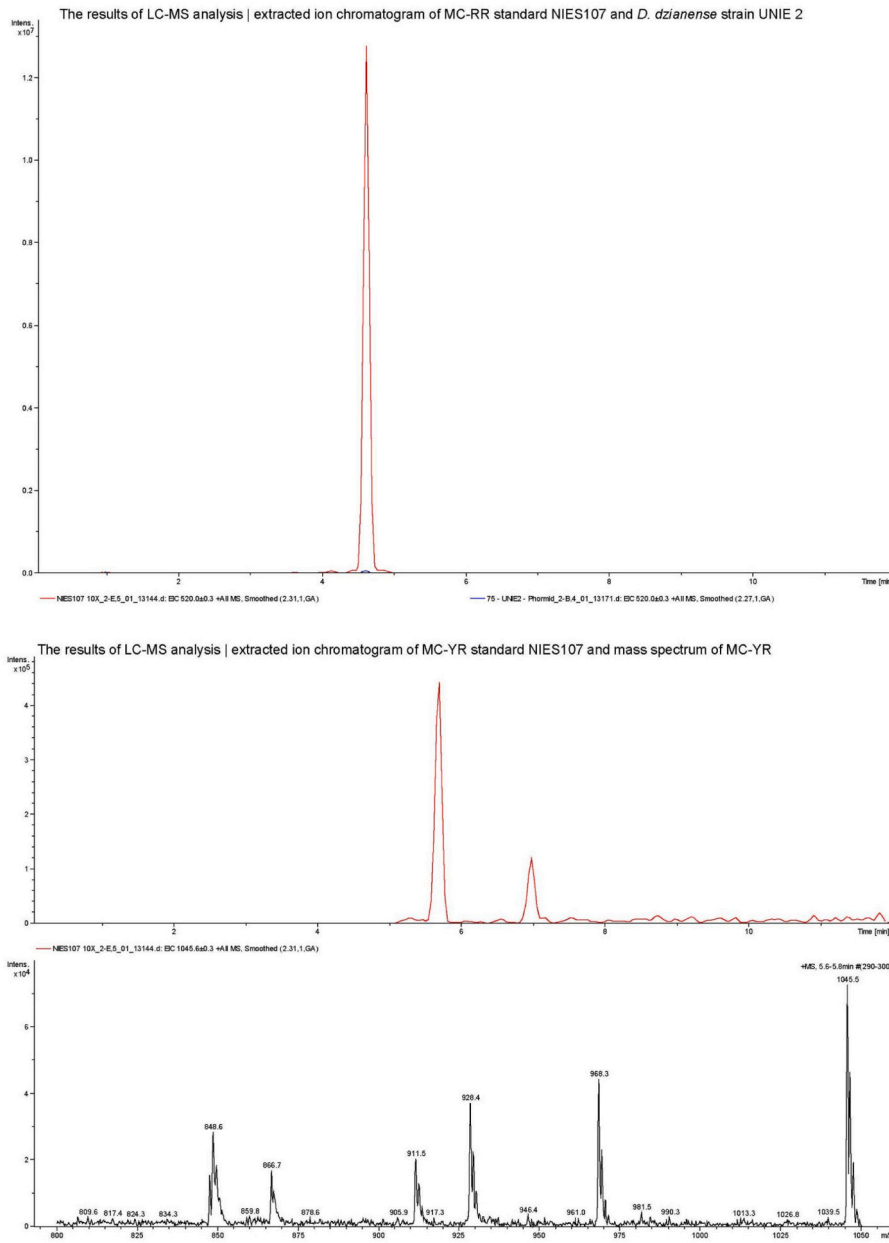 The results of LC-MS analysis | extracted ion chromatogram of MC-RR standard NIES107 and D. dzianense strain UNIE 2
Intens.
x10⁷
1.2
1.0
0.8
0.6
0.4
0.2
0.0
2 4 6 8 10 Time [min
NIES107 10X_2-E,5_01_13144.d: EIC 520.0±0.3 +All MS, Smoothed (2.31,1,GA) 75 - UNIE2 - Phormid_2-B,4_01_13171.d: EIC 520.0±0.3 +All MS, Smoothed (2.27,1,GA)
The results of LC-MS analysis | extracted ion chromatogram of MC-YR standard NIES107 and mass spectrum of MC-YR
Intens.
x10⁵
4
3
2
1
0
2 4 6 8 10 Time [min]
NIES107 10X_2-E,5_01_13144.d: EIC 1045.6±0.3 +All MS, Smoothed (2.31,1,GA)
Intens.
x10⁴
+MS, 5.6-5.8min #(290-300
1045.5
6
968.3
4
928.4
848.6
911.5
2
866.7
809.6 817.4 824.3 834.3 859.8 878.6 905.9 917.3 946.4 961.0 981.5 990.3 1013.3 1026.8 1039.5
0
800 825 850 875 900 925 950 975 1000 1025 1050 m/